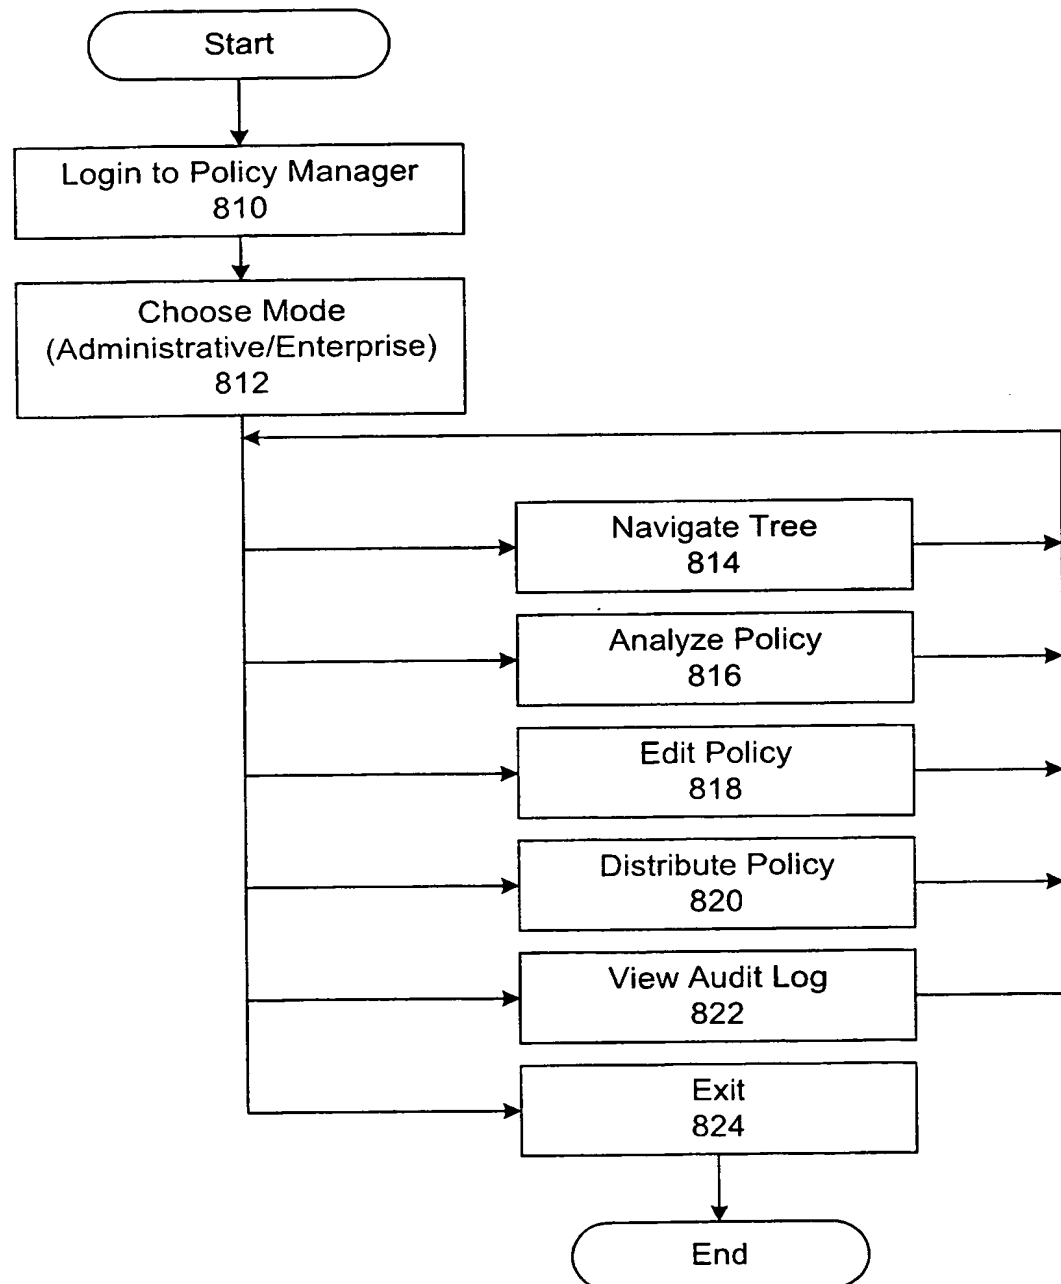 Start
Login to Policy Manager
810
Choose Mode
(Administrative/Enterprise)
812
Navigate Tree
814
Analyze Policy
816
Edit Policy
818
Distribute Policy
820
View Audit Log
822
Exit
824
End